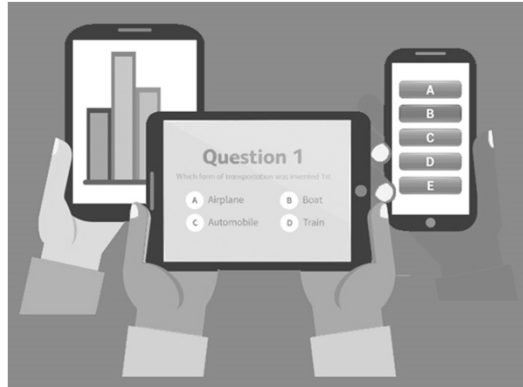 Question 1
Which form of transportation was invented 1st.
A Airplane B Boat
C Automobile D Train
A
B
C
D
E